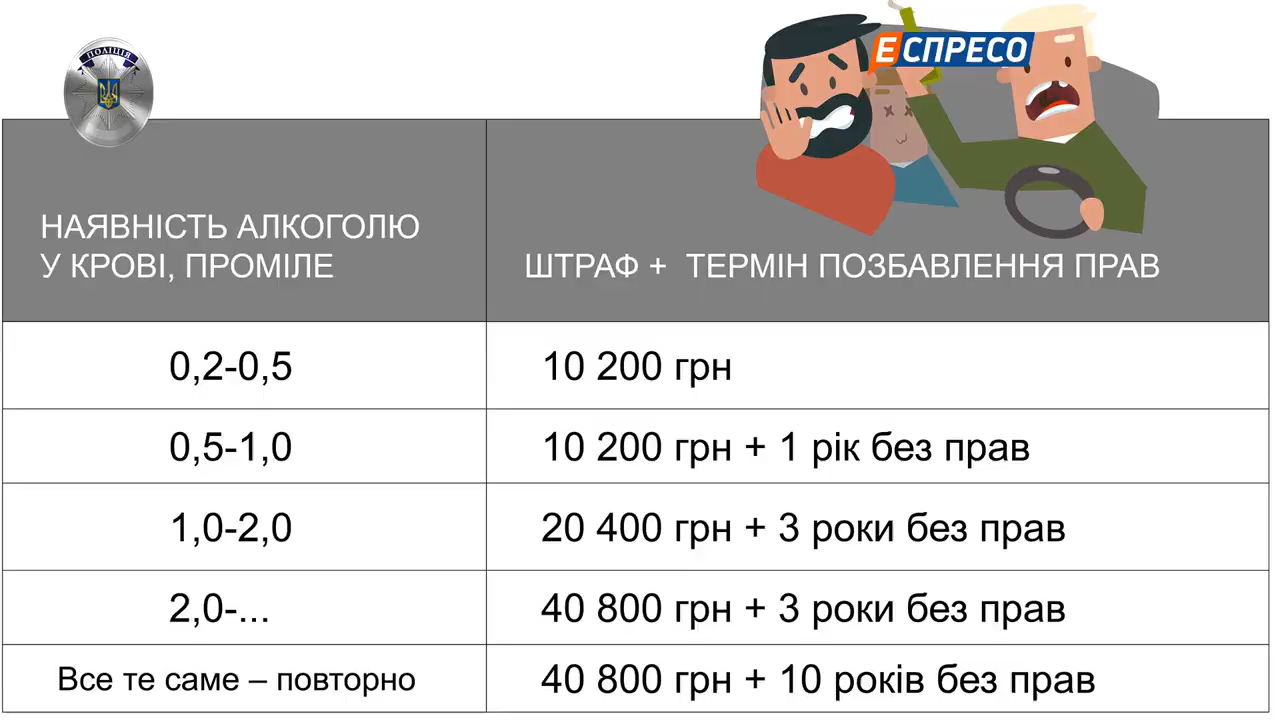 ПОЛІЦІЯ
ЕСПРЕСО
НАЯВНІСТЬ АЛКОГОЛЮ
У КРОВІ, ПРОМІЛЕ
ШТРАФ + ТЕРМІН ПОЗБАВЛЕННЯ ПРАВ
0,2-0,5
10 200 грн
0,5-1,0
10 200 грн + 1 рік без прав
1,0-2,0
20 400 грн + 3 роки без прав
2,0-...
40 800 грн + 3 роки без прав
Все те саме – повторно
40 800 грн + 10 років без прав